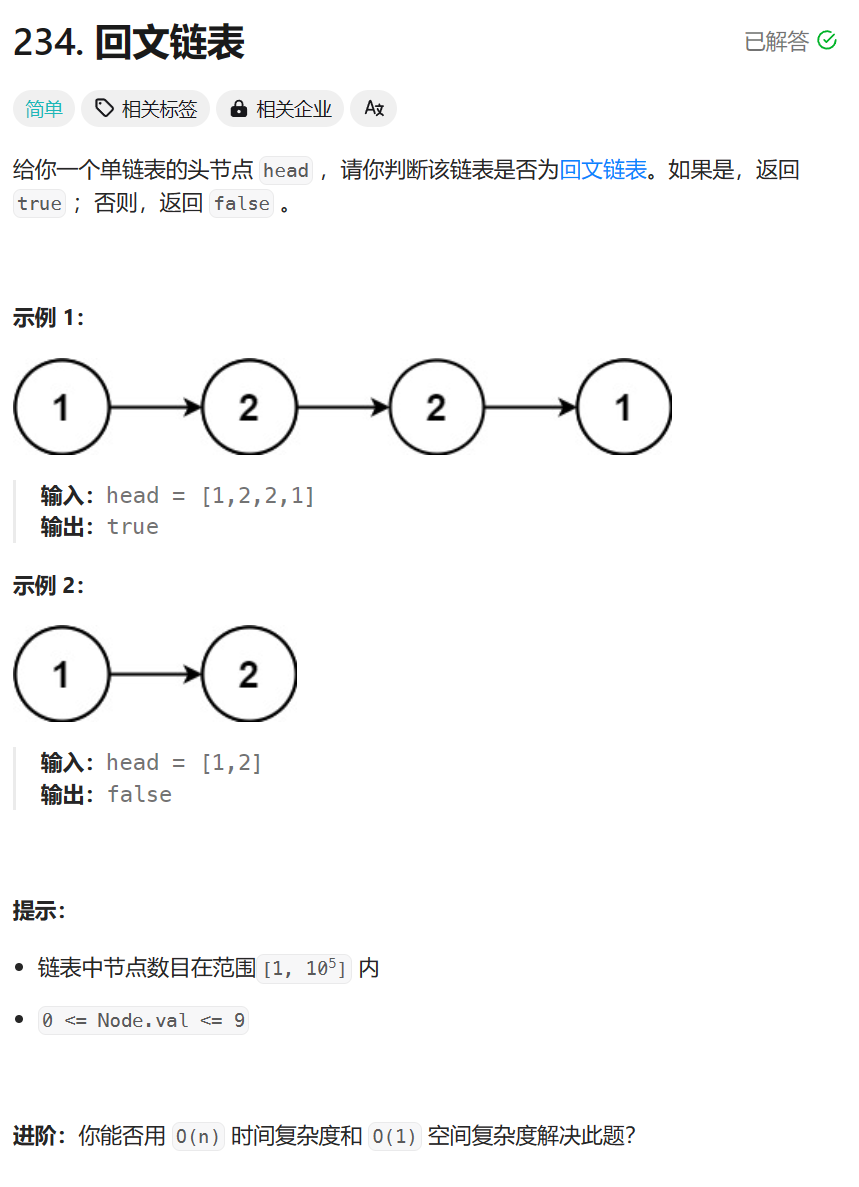 234. 回文链表
已解答
简单 相关标签 相关企业
给你一个单链表的头节点 head ，请你判断该链表是否为回文链表。如果是，返回
true ；否则，返回 false 。
示例 1：
1 2 2 1
输入：head = [1,2,2,1]
输出：true
示例 2：
1 2
输入：head = [1,2]
输出：false
提示：
链表中节点数目在范围[1, 10⁵] 内
0 <= Node.val <= 9
进阶：你能否用 O(n) 时间复杂度和 O(1) 空间复杂度解决此题？